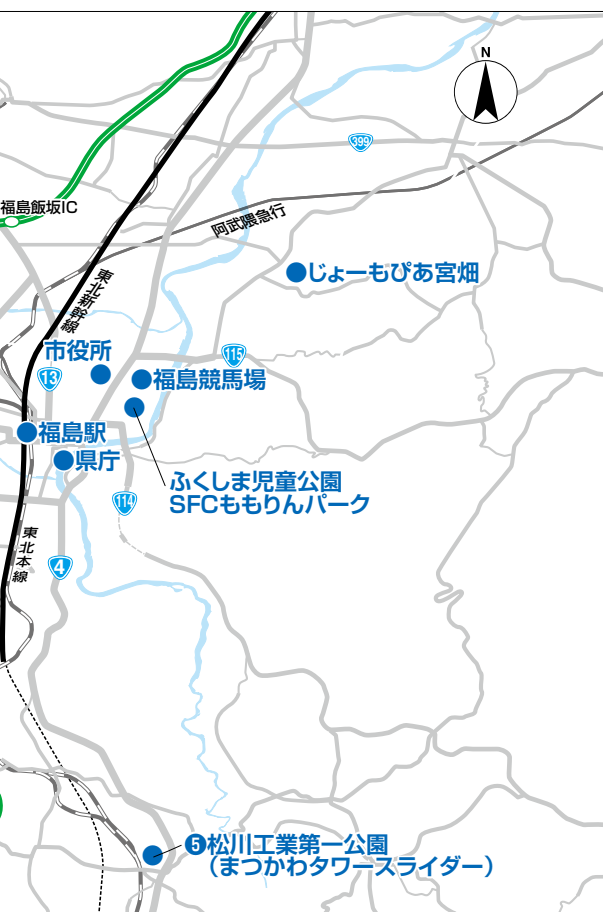 N
399
福島飯坂IC
阿武隈急行
じょーもぴあ宮畑
東北新幹線
市役所
115
13
福島競馬場
福島駅
県庁
ふくしま児童公園
SFCももりんパーク
114
東北本線
4
❺松川工業第一公園
(まつかわタワースライダー)